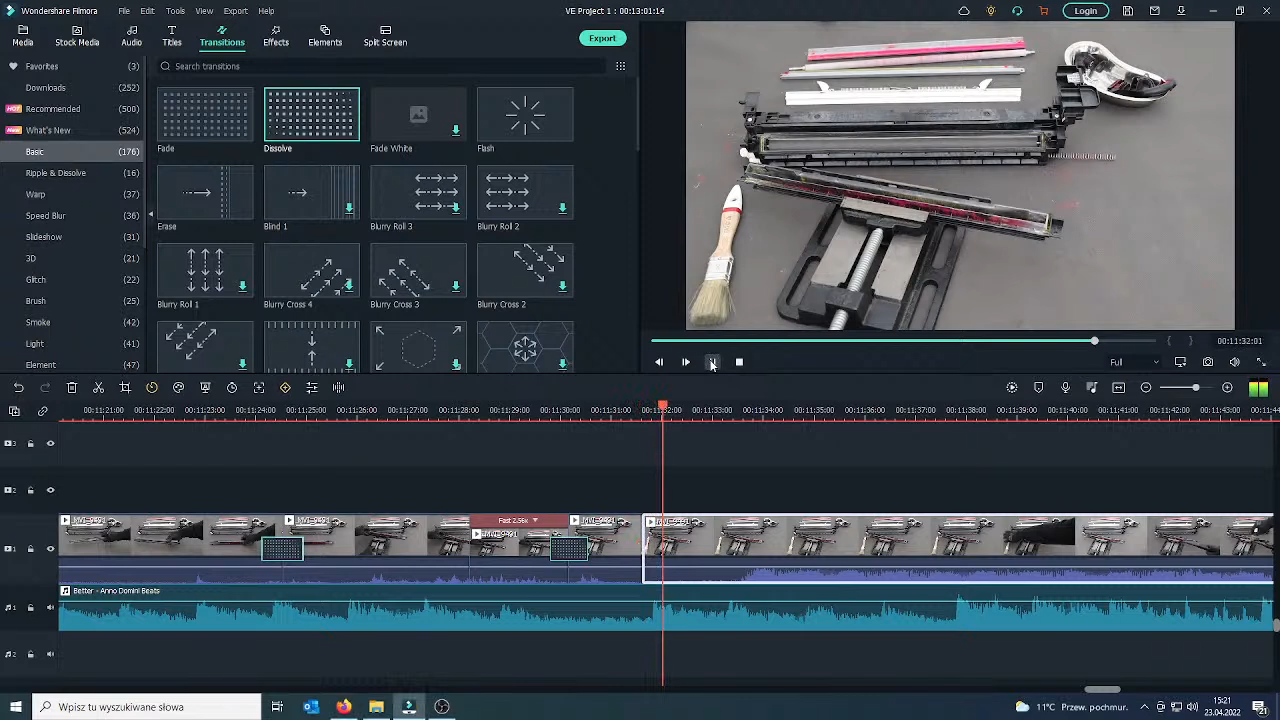 Wondershare Filmora File Edit Tools View Export Help VE Project 1 : 00:13:01:14 Login
Media Stock Media Audio Titles Transitions Effects Elements Split Screen Export
Favorites (3)
Downloads (7)
HOT Recommended (300)
HOT What's New (524)
Basic (176)
Ripple & Dissolve
Warp (37)
Speed Blur (36)
Slideshow (31)
3D (21)
Glitch (22)
Brush (25)
Smoke (42)
Element (47)
Search transitions
Fade Dissolve Fade White Flash
Erase Blind 1 Blurry Roll 3 Blurry Roll 2
Blurry Roll 1 Blurry Cross 4 Blurry Cross 3 Blurry Cross 2
00:11:32:01
Full
00:11:21:00 00:11:22:00 00:11:23:00 00:11:24:00 00:11:25:00 00:11:26:00 00:11:27:00 00:11:28:00 00:11:29:00 00:11:30:00 00:11:31:00 00:11:32:00 00:11:33:00 00:11:34:00 00:11:35:00 00:11:36:00 00:11:37:00 00:11:38:00 00:11:39:00 00:11:40:00 00:11:41:00 00:11:42:00 00:11:43:00 00:11:44
Fast 2.56x
Better - Anno Domini Beats
Wpisz tu wyszukiwane słowa
11°C Przew. pochmur.
15:21
23.04.2022